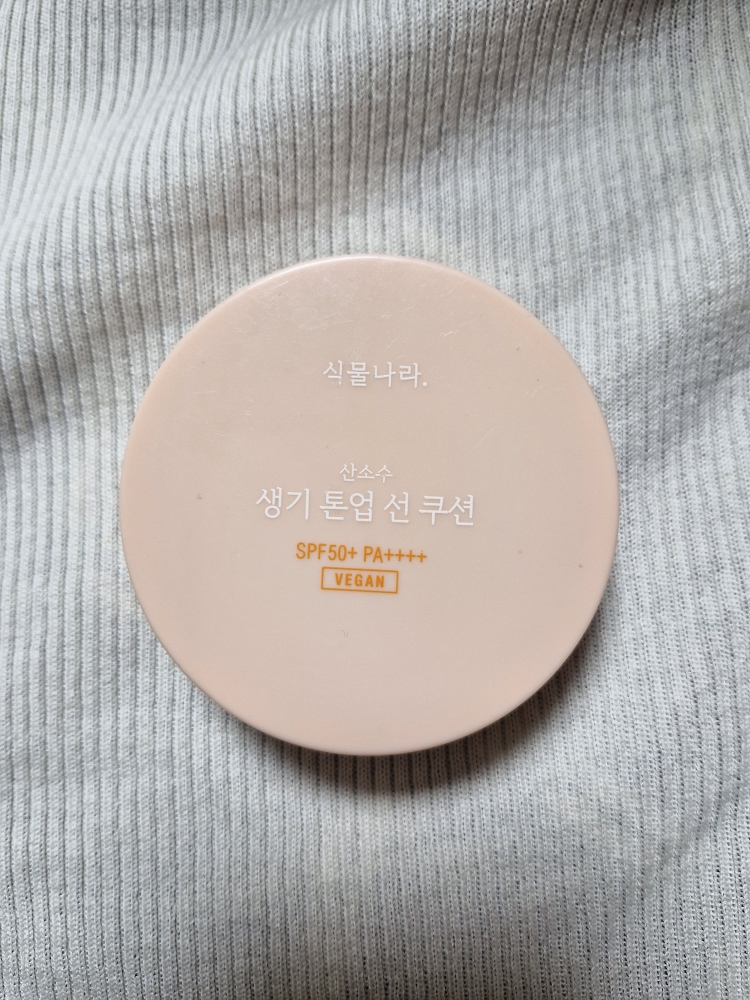 식물나라.
산소수
생기 톤업 선 쿠션
SPF50+ PA++++
VEGAN